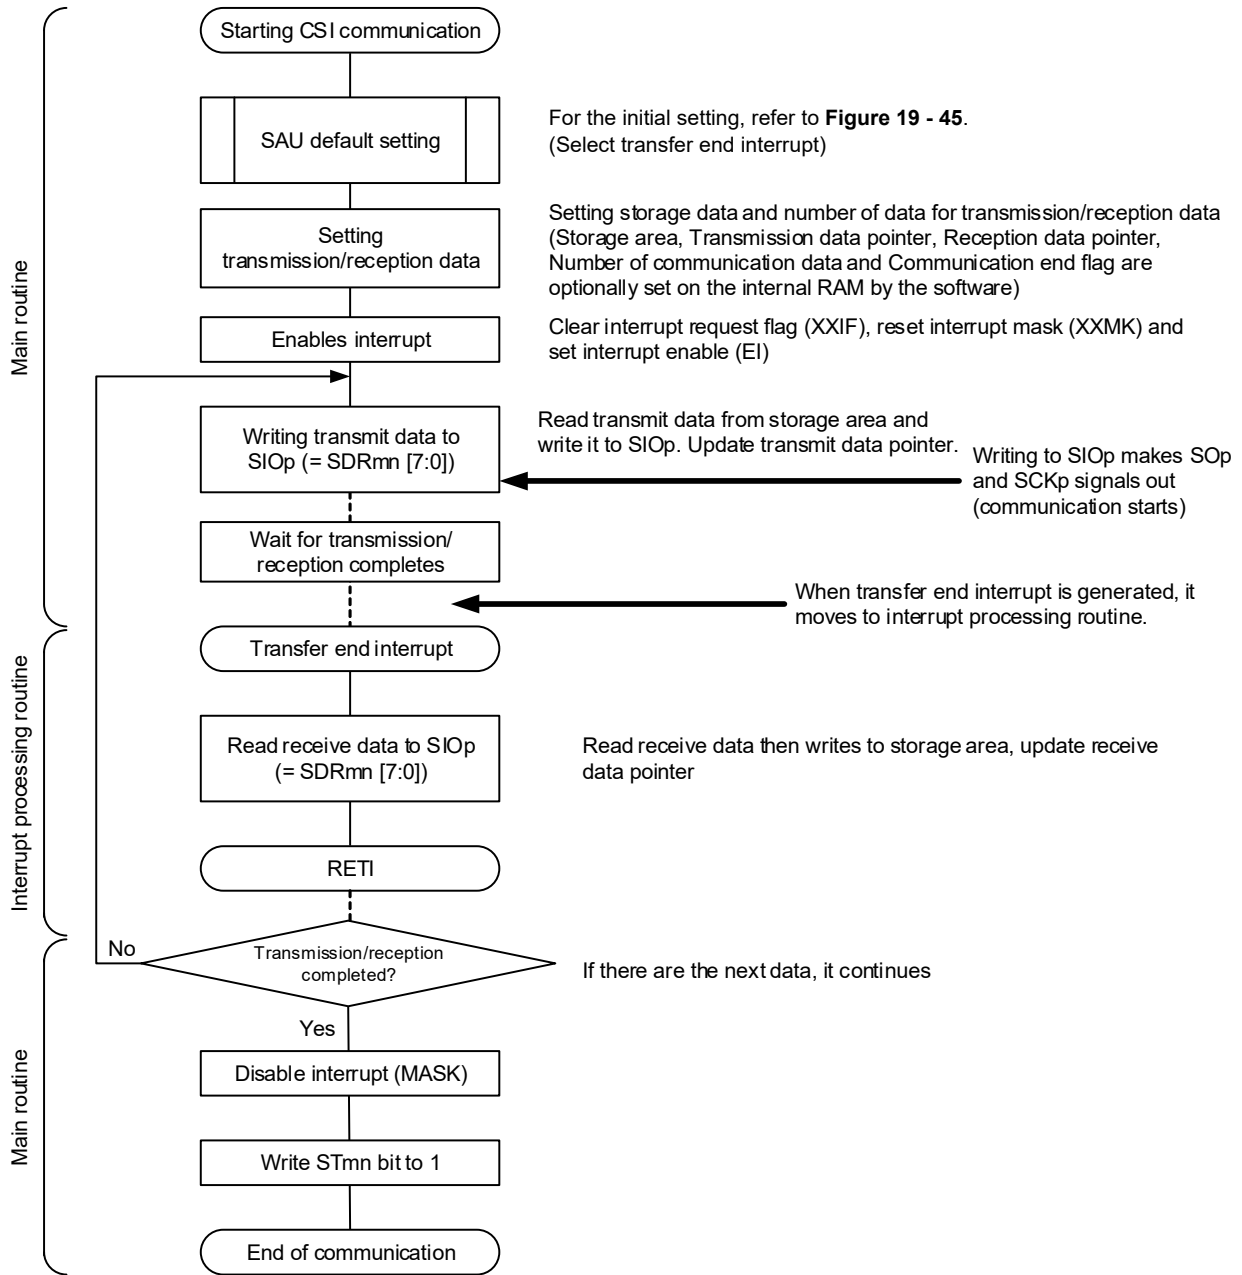 Main routine
Starting CSI communication
SAU default setting
For the initial setting, refer to Figure 19 - 45.
(Select transfer end interrupt)
Setting
transmission/reception data
Setting storage data and number of data for transmission/reception data
(Storage area, Transmission data pointer, Reception data pointer,
Number of communication data and Communication end flag are
optionally set on the internal RAM by the software)
Enables interrupt
Clear interrupt request flag (XXIF), reset interrupt mask (XXMK) and
set interrupt enable (EI)
Writing transmit data to
SIOp (= SDRmn [7:0])
Read transmit data from storage area and
write it to SIOp. Update transmit data pointer.
Writing to SIOp makes SOp
and SCKp signals out
(communication starts)
Wait for transmission/
reception completes
When transfer end interrupt is generated, it
moves to interrupt processing routine.
Interrupt processing routine
Transfer end interrupt
Read receive data to SIOp
(= SDRmn [7:0])
Read receive data then writes to storage area, update receive
data pointer
RETI
Main routine
No
Transmission/reception
completed?
If there are the next data, it continues
Yes
Disable interrupt (MASK)
Write STmn bit to 1
End of communication